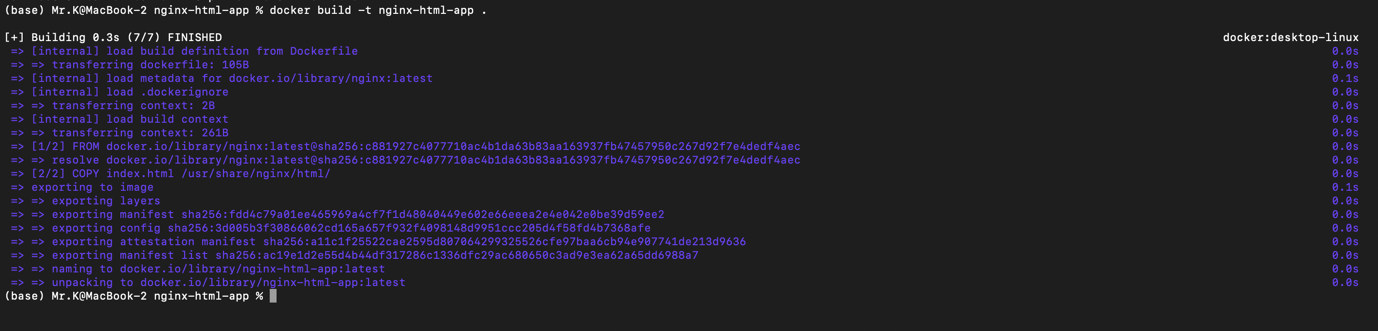 (base) Mr.K@MacBook-2 nginx-html-app % docker build -t nginx-html-app .
[+] Building 0.3s (7/7) FINISHED docker:desktop-linux
=> [internal] load build definition from Dockerfile 0.0s
=> => transferring dockerfile: 105B 0.0s
=> [internal] load metadata for docker.io/library/nginx:latest 0.1s
=> [internal] load .dockerignore 0.0s
=> => transferring context: 2B 0.0s
=> [internal] load build context 0.0s
=> => transferring context: 261B 0.0s
=> [1/2] FROM docker.io/library/nginx:latest@sha256:c881927c4077710ac4b1da63b83aa163937fb47457950c267d92f7e4dedf4aec 0.0s
=> => resolve docker.io/library/nginx:latest@sha256:c881927c4077710ac4b1da63b83aa163937fb47457950c267d92f7e4dedf4aec 0.0s
=> [2/2] COPY index.html /usr/share/nginx/html/ 0.0s
=> exporting to image 0.1s
=> => exporting layers 0.0s
=> => exporting manifest sha256:fdd4c79a01ee465969a4cf7f1d48040449e602e66eeea2e4e042e0be39d59ee2 0.0s
=> => exporting config sha256:3d005b3f30866062cd165a657f932f4098148d9951ccc205d4f58fd4b7368afe 0.0s
=> => exporting attestation manifest sha256:a11c1f25522cae2595d807064299325526cfe97baa6cb94e907741de213d9636 0.0s
=> => exporting manifest list sha256:ac19e1d2e55d4b44df317286c1336dfc29ac680650c3ad9e3ea62a65dd6988a7 0.0s
=> => naming to docker.io/library/nginx-html-app:latest 0.0s
=> => unpacking to docker.io/library/nginx-html-app:latest 0.0s
(base) Mr.K@MacBook-2 nginx-html-app %